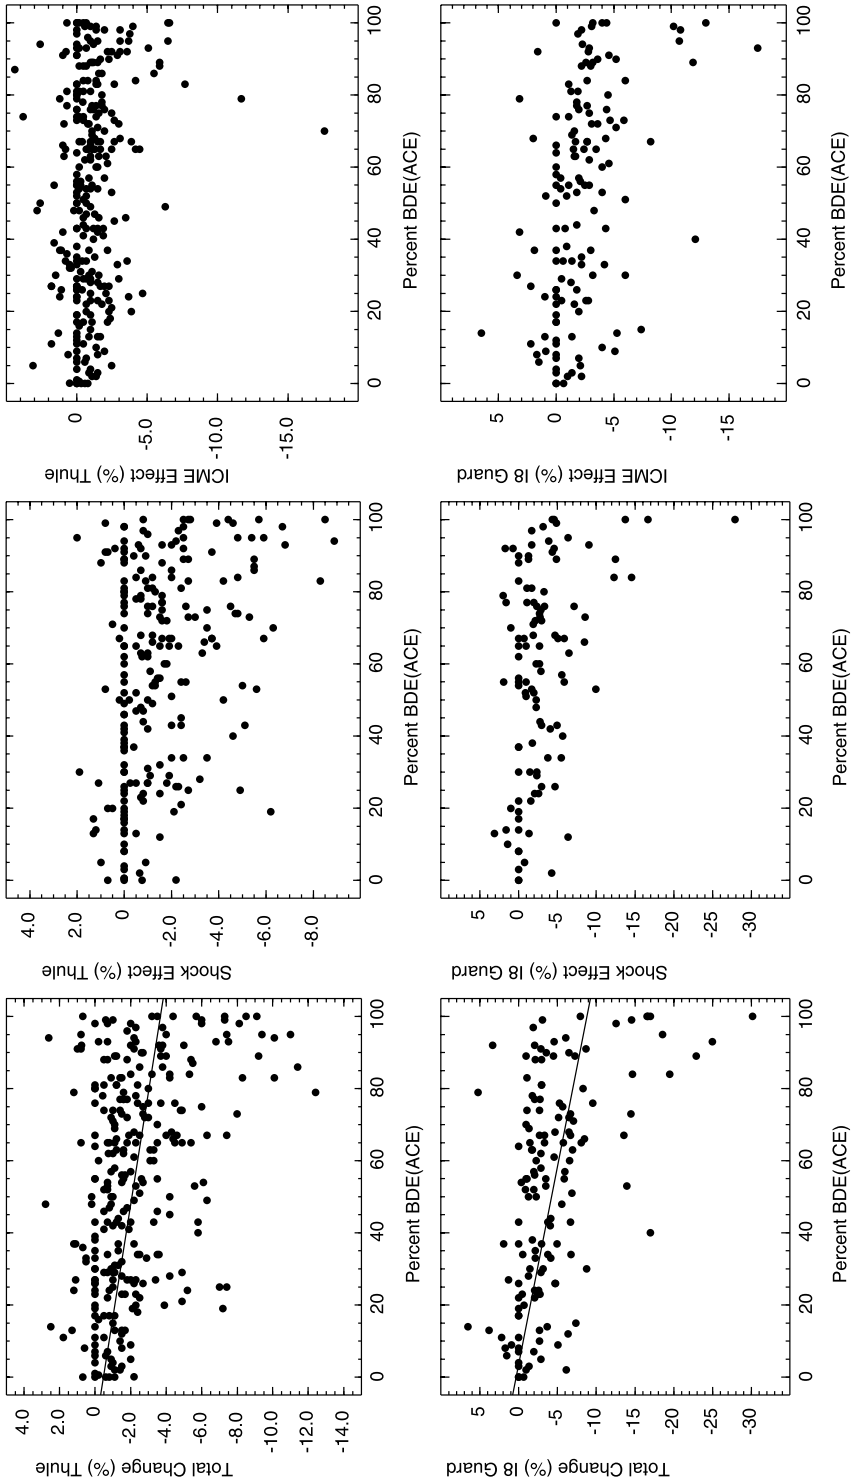 Total Change (%) Thule
4.0
2.0
0
-2.0
-4.0
-6.0
-8.0
-10.0
-12.0
-14.0
0 20 40 60 80 100
Percent BDE(ACE)
Shock Effect (%) Thule
4.0
2.0
0
-2.0
-4.0
-6.0
-8.0
0 20 40 60 80 100
Percent BDE(ACE)
ICME Effect (%) Thule
0
-5.0
-10.0
-15.0
0 20 40 60 80 100
Percent BDE(ACE)
Total Change (%) I8 Guard
5
0
-5
-10
-15
-20
-25
-30
0 20 40 60 80 100
Percent BDE(ACE)
Shock Effect (%) I8 Guard
5
0
-5
-10
-15
-20
-25
-30
0 20 40 60 80 100
Percent BDE(ACE)
ICME Effect (%) I8 Guard
5
0
-5
-10
-15
0 20 40 60 80 100
Percent BDE(ACE)